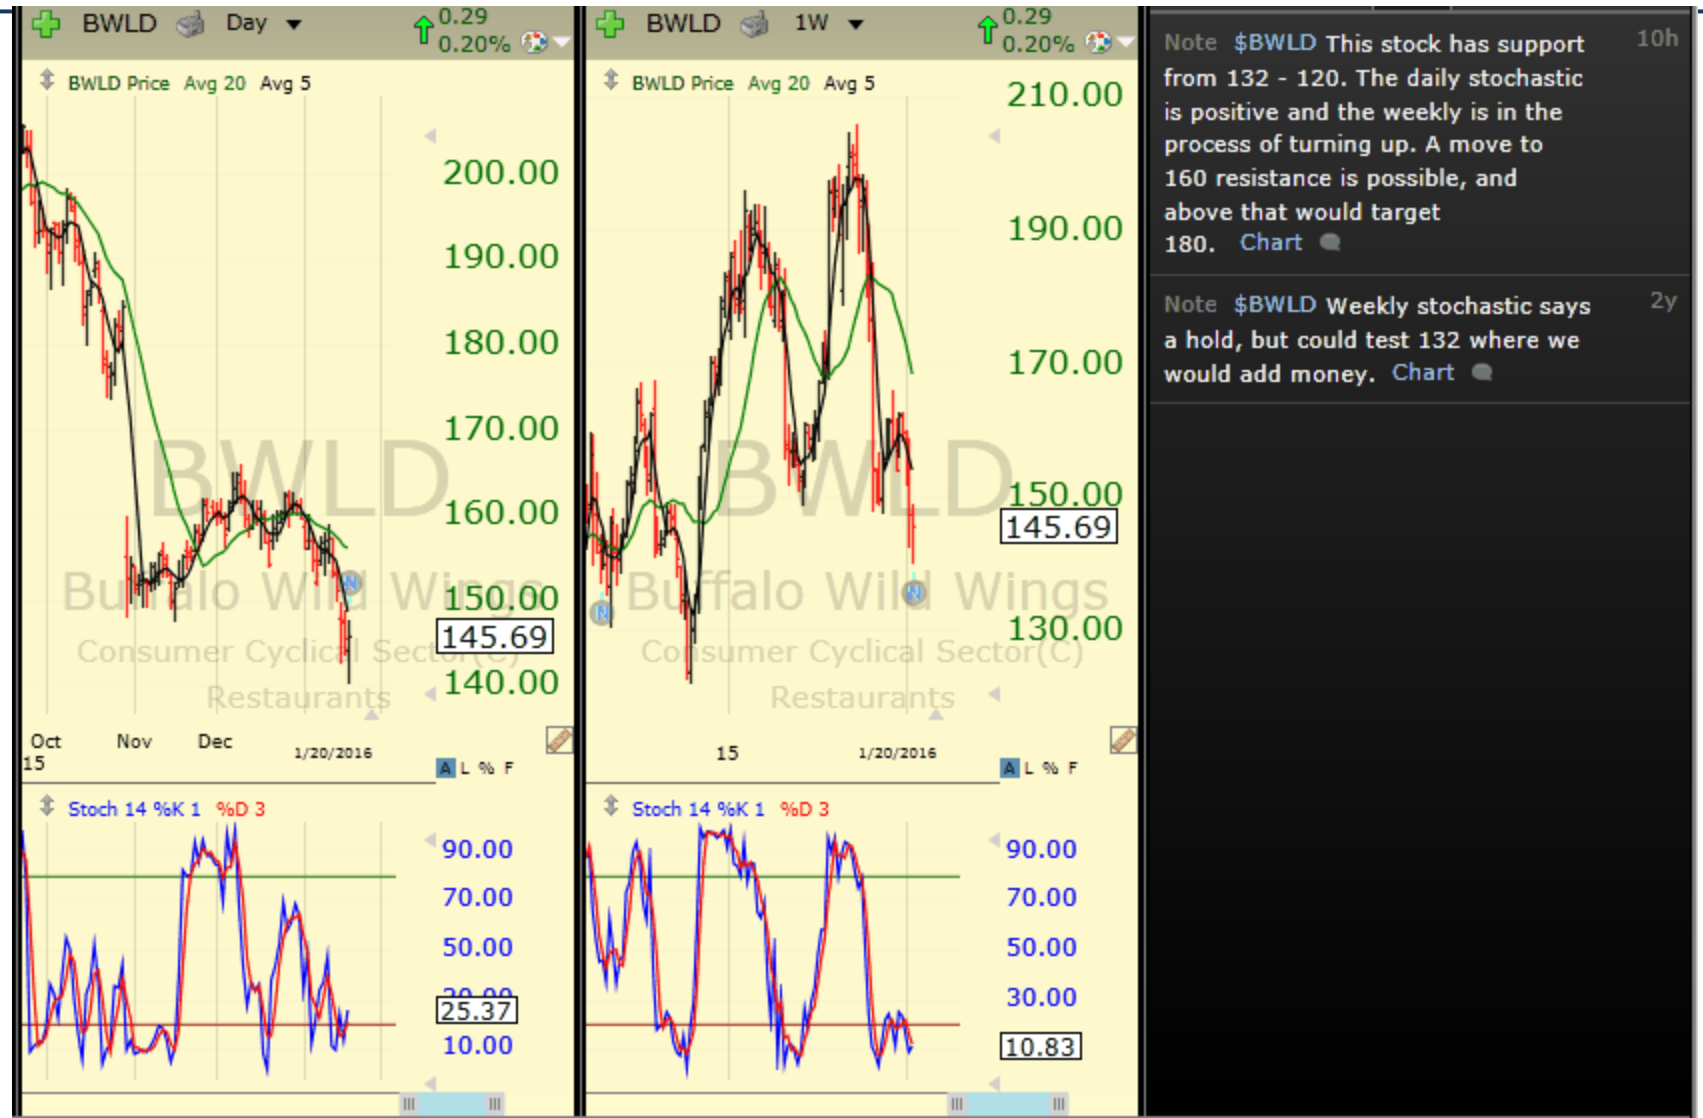 BWLD Day 0.29
0.20%
BWLD Price Avg 20 Avg 5
200.00
190.00
180.00
170.00
160.00
150.00
145.69
140.00
BWLD
Buffalo Wild Wings
Consumer Cyclical Sector(C)
Restaurants
N
Oct Nov Dec 1/20/2016
15
A L % F
Stoch 14 %K 1 %D 3
90.00
70.00
50.00
30.00
25.37
10.00
BWLD 1W 0.29
0.20%
BWLD Price Avg 20 Avg 5
210.00
190.00
170.00
150.00
145.69
130.00
BWLD
Buffalo Wild Wings
Consumer Cyclical Sector(C)
Restaurants
N N
15 1/20/2016
A L % F
Stoch 14 %K 1 %D 3
90.00
70.00
50.00
30.00
10.83
Note $BWLD This stock has support 10h
from 132 - 120. The daily stochastic
is positive and the weekly is in the
process of turning up. A move to
160 resistance is possible, and
above that would target
180. Chart
Note $BWLD Weekly stochastic says 2y
a hold, but could test 132 where we
would add money. Chart